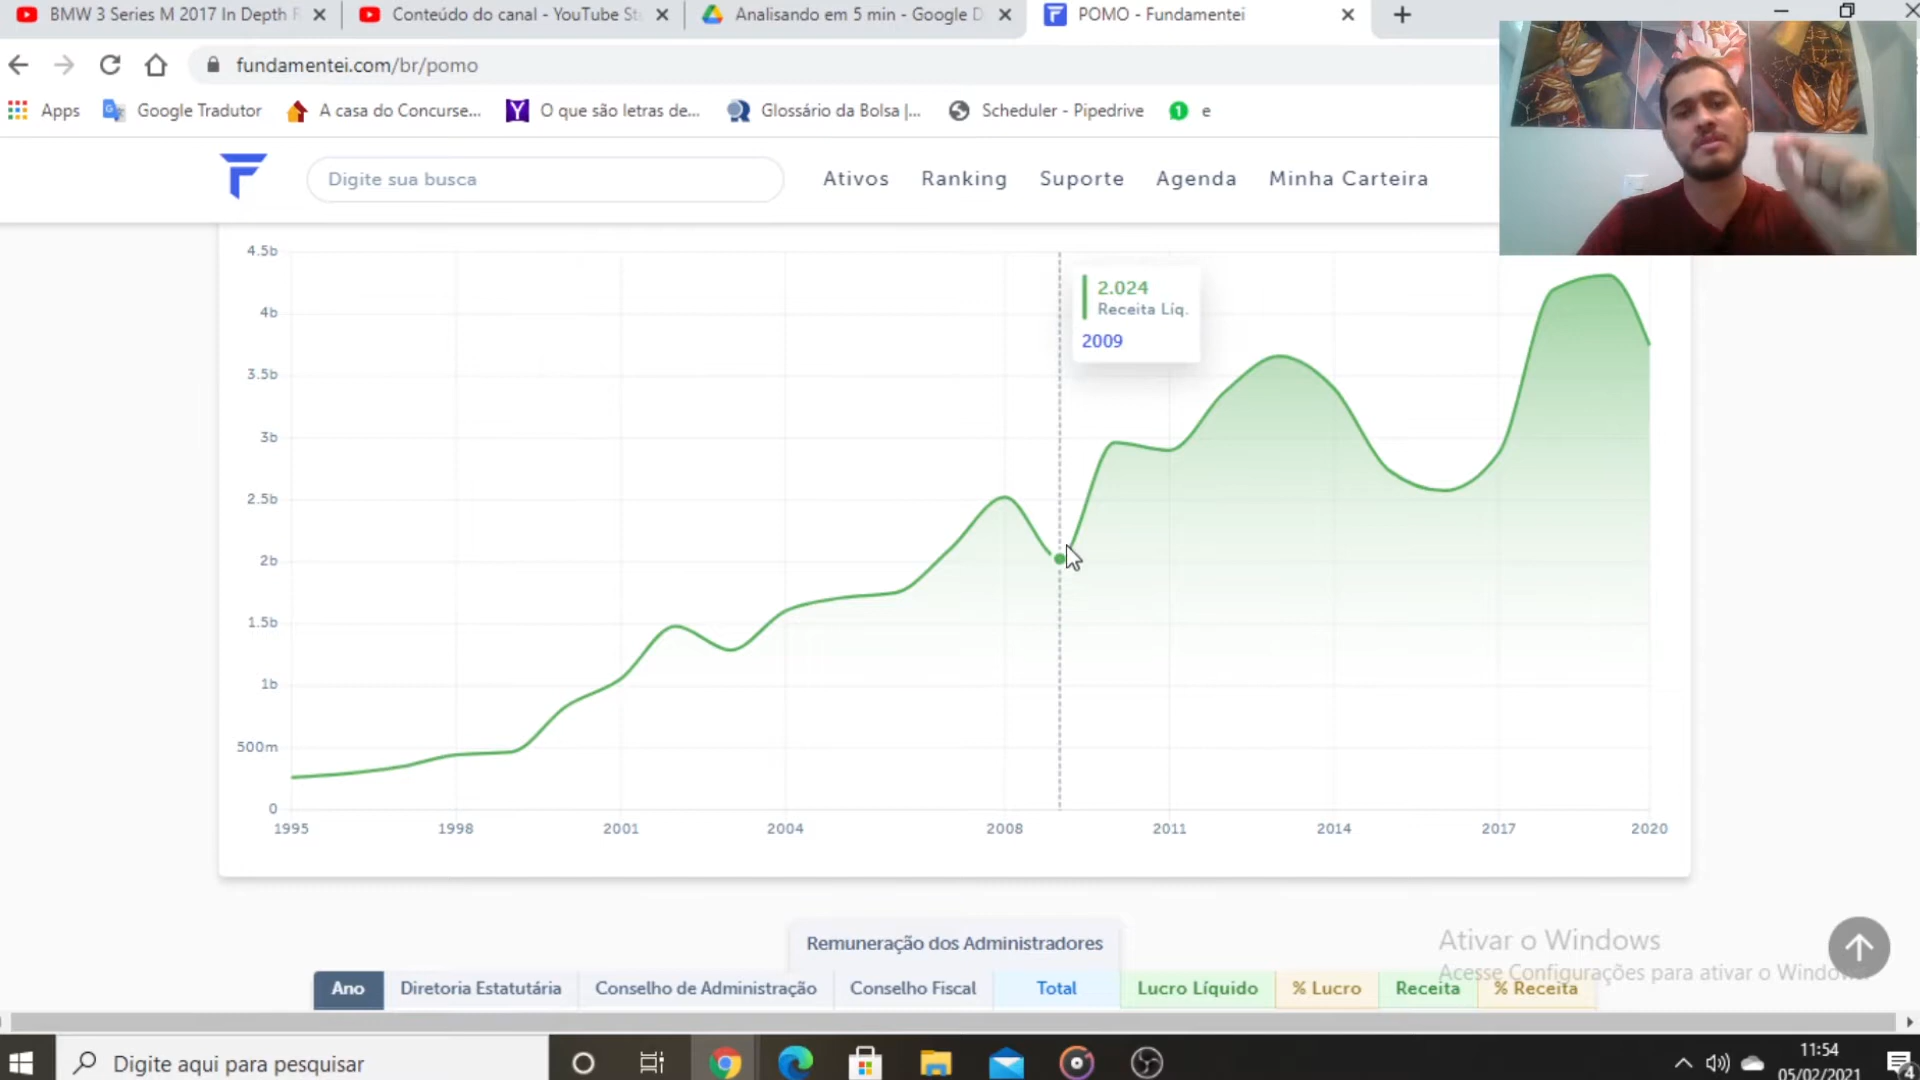 BMW 3 Series M 2017 In Depth R
Conteúdo do canal - YouTube St
Analisando em 5 min - Google D
POMO - Fundamentei
fundamentei.com/br/pomo
Apps
Google Tradutor
A casa do Concurse...
O que são letras de...
Glossário da Bolsa |...
Scheduler - Pipedrive
1 e
Digite sua busca
Ativos
Ranking
Suporte
Agenda
Minha Carteira
4.5b
4b
3.5b
3b
2.5b
2b
1.5b
1b
500m
0
2.024
Receita Líq.
2009
1995 1998 2001 2004 2008 2011 2014 2017 2020
Remuneração dos Administradores
Ano Diretoria Estatutária Conselho de Administração Conselho Fiscal Total Lucro Líquido % Lucro Receita % Receita
Ativar o Windows
Acesse Configurações para ativar o Windows.
Digite aqui para pesquisar
11:54
05/02/2021
4